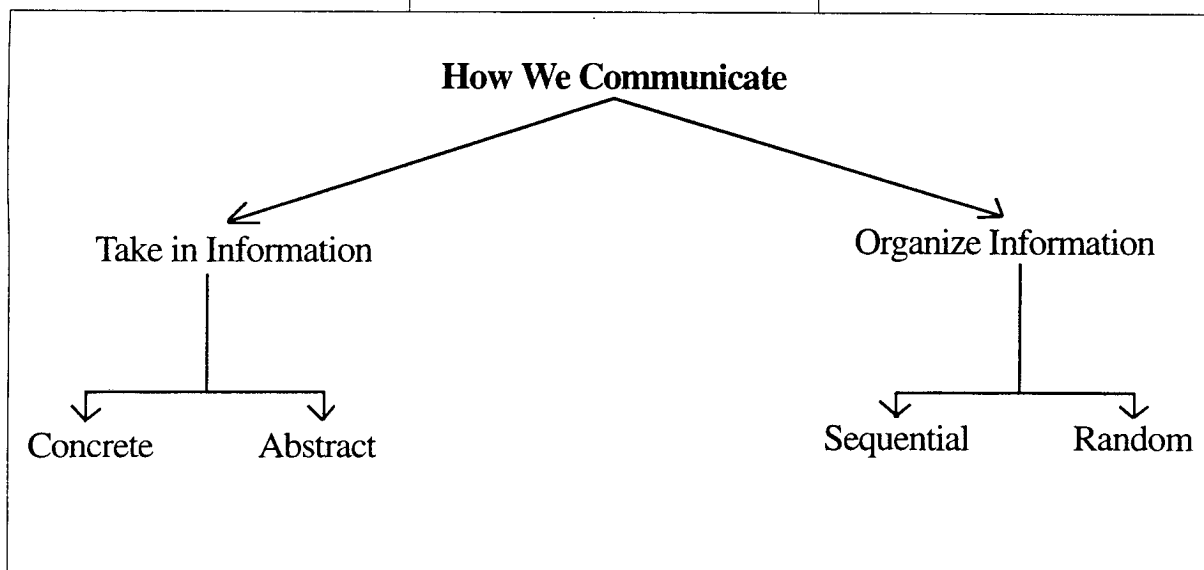 How We Communicate
Take in Information
Organize Information
Concrete
Abstract
Sequential
Random